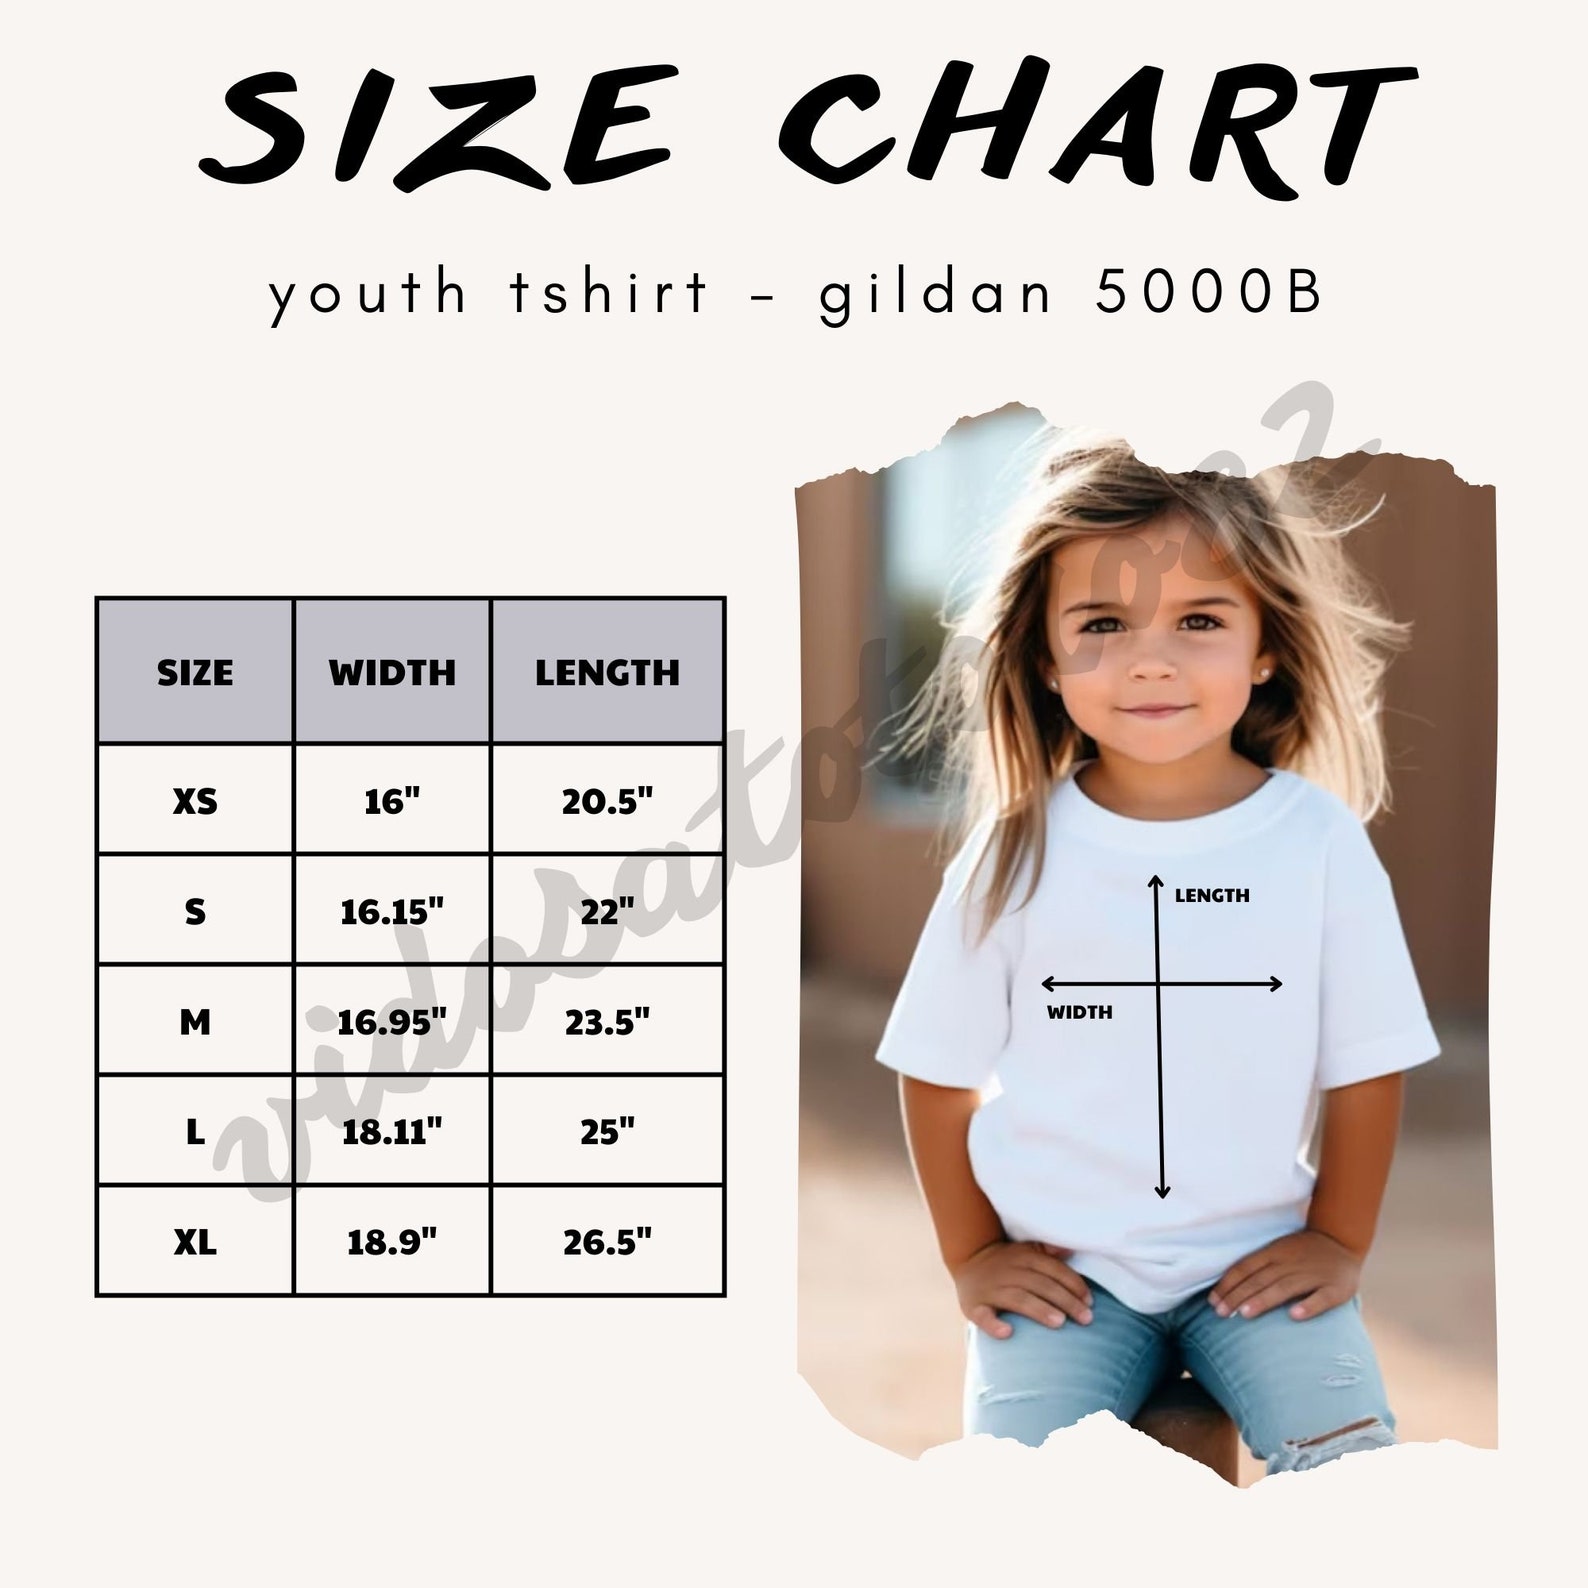 SIZE CHART
youth tshirt - gildan 5000B
SIZE WIDTH LENGTH
XS 16" 20.5"
S 16.15" 22"
M 16.95" 23.5"
L 18.11" 25"
XL 18.9" 26.5"
LENGTH
WIDTH